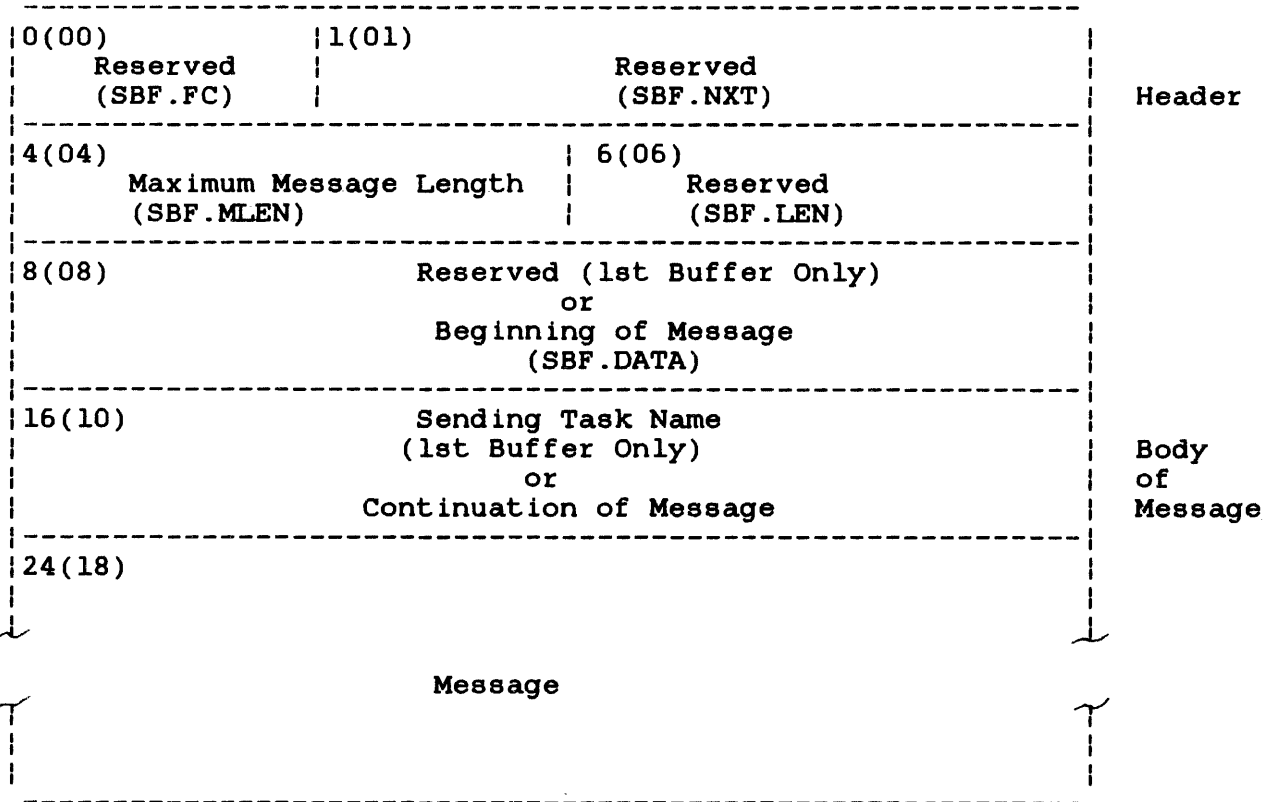 0(00) 1(01)
Reserved Reserved
(SBF.FC) (SBF.NXT) Header
4(04) 6(06)
Maximum Message Length Reserved
(SBF.MLEN) (SBF.LEN)
8(08) Reserved (1st Buffer Only)
or
Beginning of Message
(SBF.DATA)
16(10) Sending Task Name
(1st Buffer Only) Body
or of
Continuation of Message Message
24(18)
Message